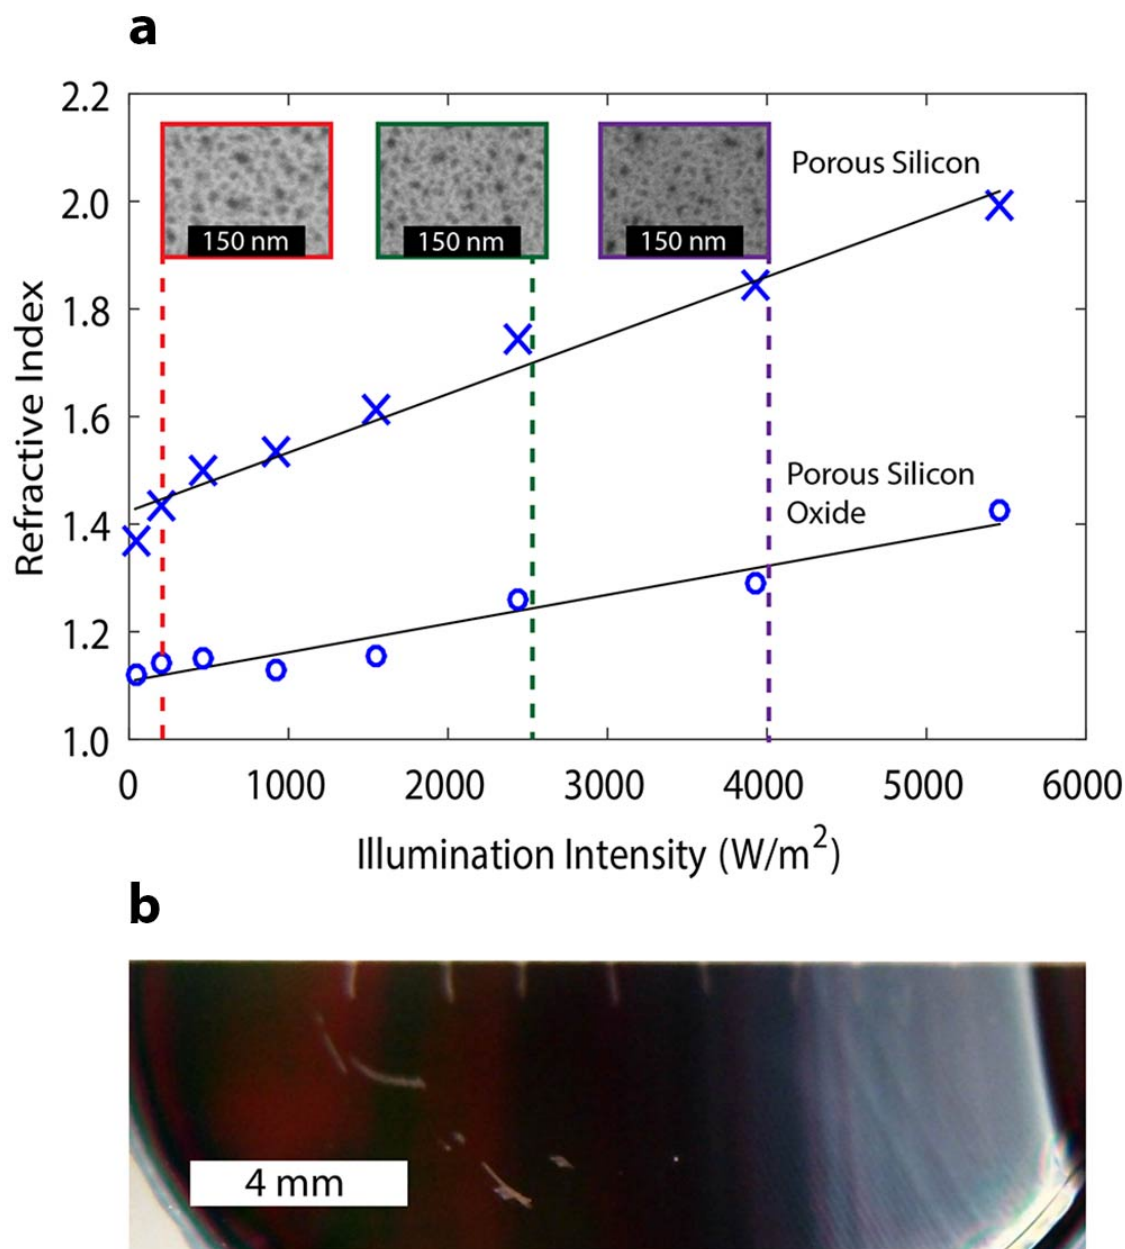 a
2.2
2.0
1.8
1.6
1.4
1.2
1.0
Refractive Index
150 nm
150 nm
150 nm
Porous Silicon
Porous Silicon
Oxide
0 1000 2000 3000 4000 5000 6000
Illumination Intensity (W/m²)
b
4 mm